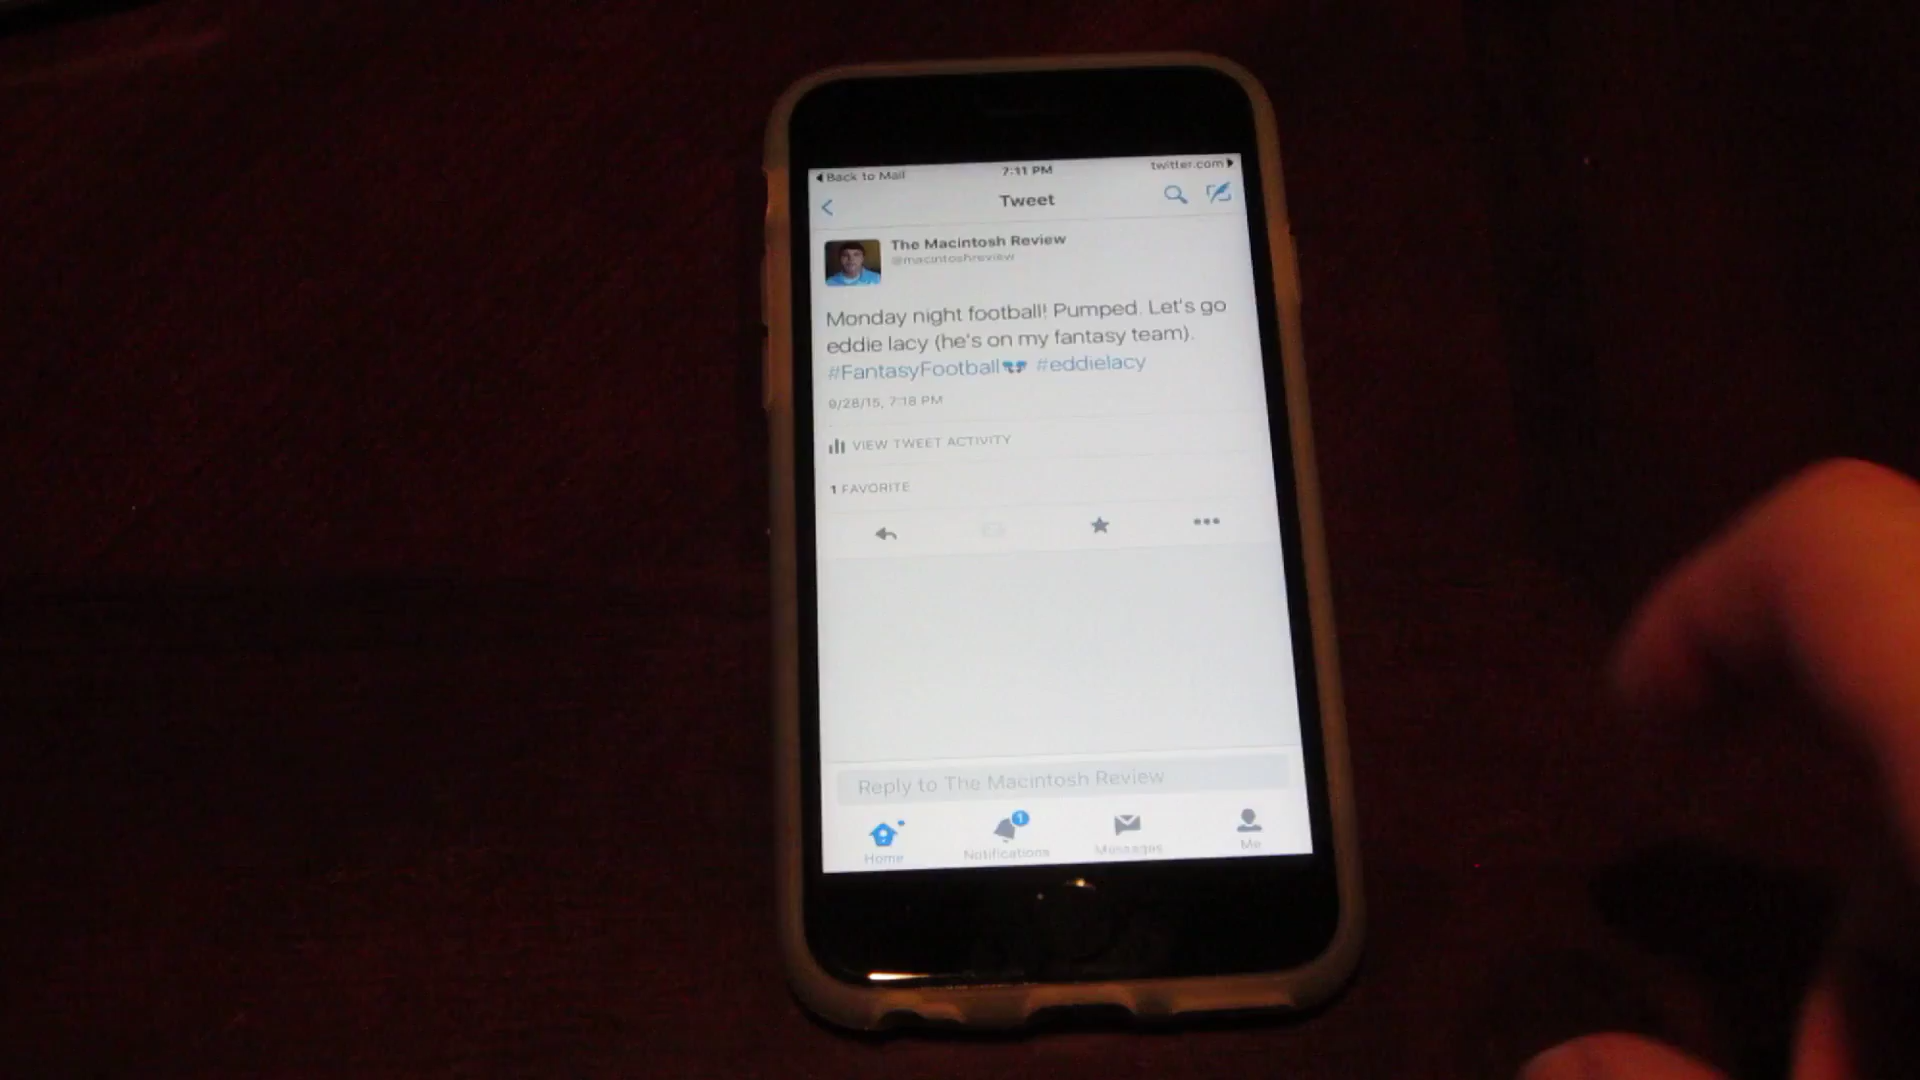 Back to Mail
7:11 PM
twitter.com
Tweet
The Macintosh Review
@macintoshreview
Monday night football! Pumped. Let's go
eddie lacy (he's on my fantasy team).
#FantasyFootball #eddielacy
9/28/15, 7:18 PM
VIEW TWEET ACTIVITY
1 FAVORITE
Reply to The Macintosh Review
1
Home
Notifications
Messages
Me